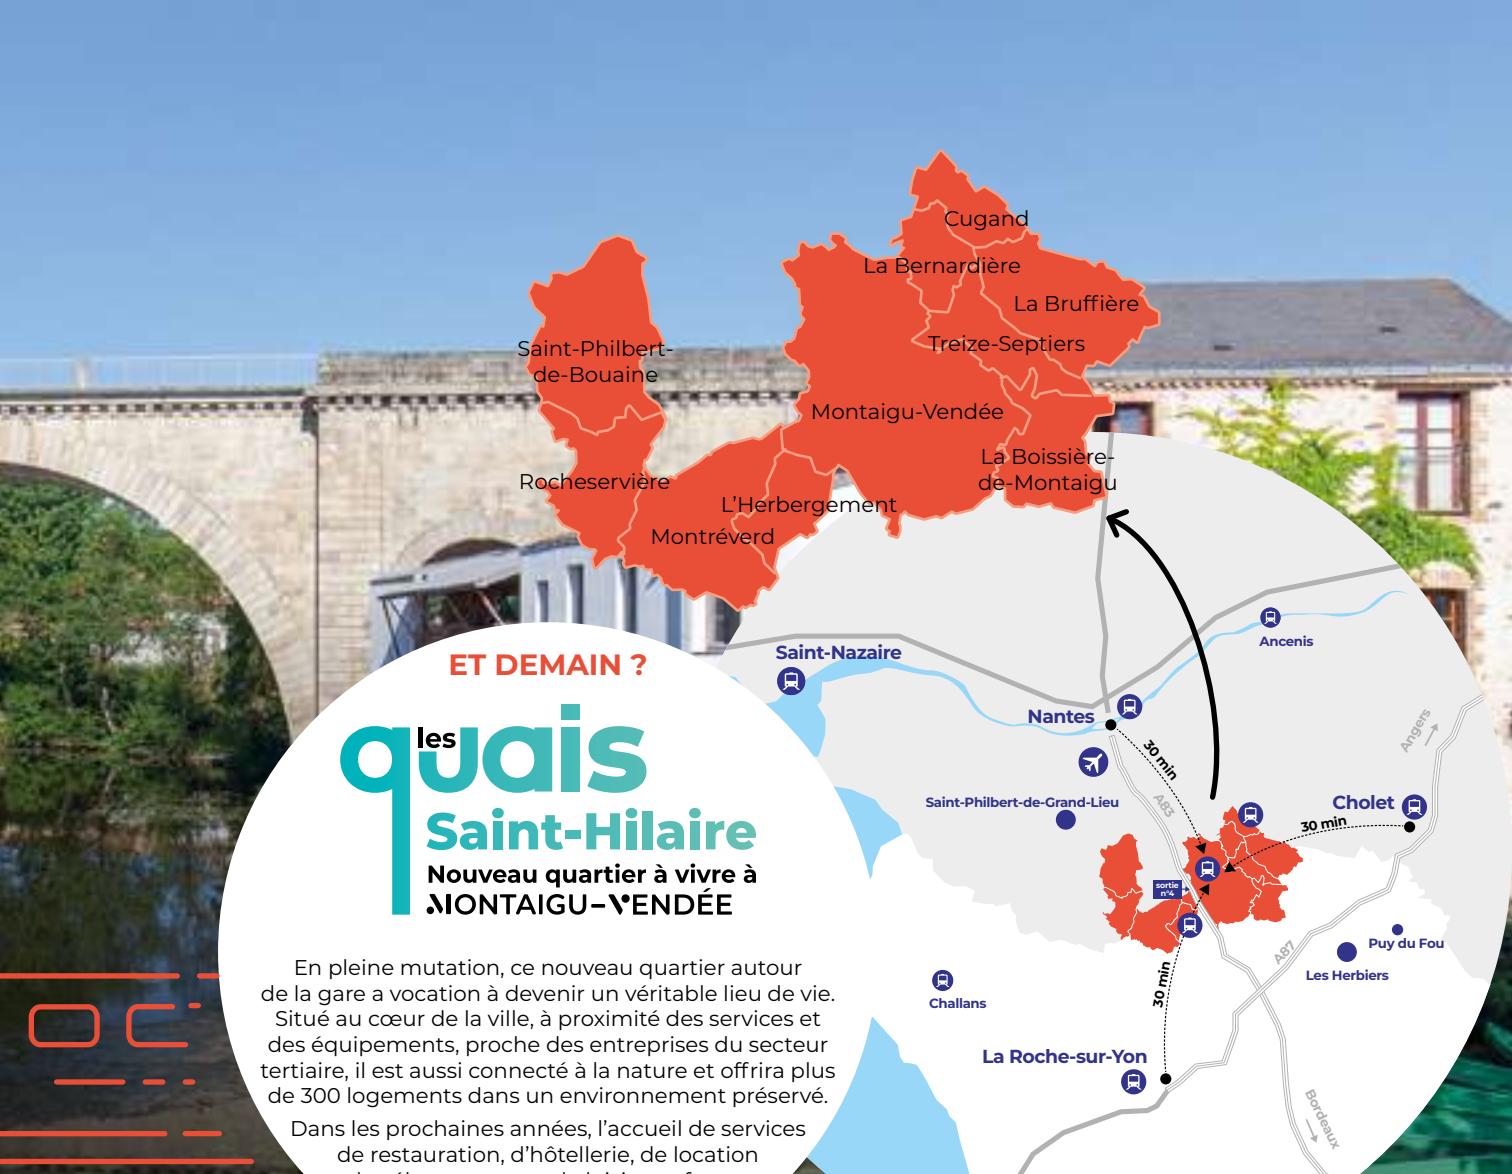 Cugand
La Bernardière
La Bruffière
Treize-Septiers
Saint-Philbert-
de-Bouaine
Montaigu-Vendée
La Boissière-
de-Montaigu
Rocheservière
L'Herbergement
Montréverd
Ancenis
Saint-Nazaire
Nantes
30 min
A83
Angers
Saint-Philbert-de-Grand-Lieu
Cholet
30 min
sortie
n°4
Puy du Fou
A87
Les Herbiers
30 min
Challans
La Roche-sur-Yon
Bordeaux
ET DEMAIN ?
les
quais
Saint-Hilaire
Nouveau quartier à vivre à
MONTAIGU-VENDÉE
En pleine mutation, ce nouveau quartier autour
de la gare a vocation à devenir un véritable lieu de vie.
Situé au cœur de la ville, à proximité des services et
des équipements, proche des entreprises du secteur
tertiaire, il est aussi connecté à la nature et offrira plus
de 300 logements dans un environnement préservé.
Dans les prochaines années, l'accueil de services
de restauration, d'hôtellerie, de location